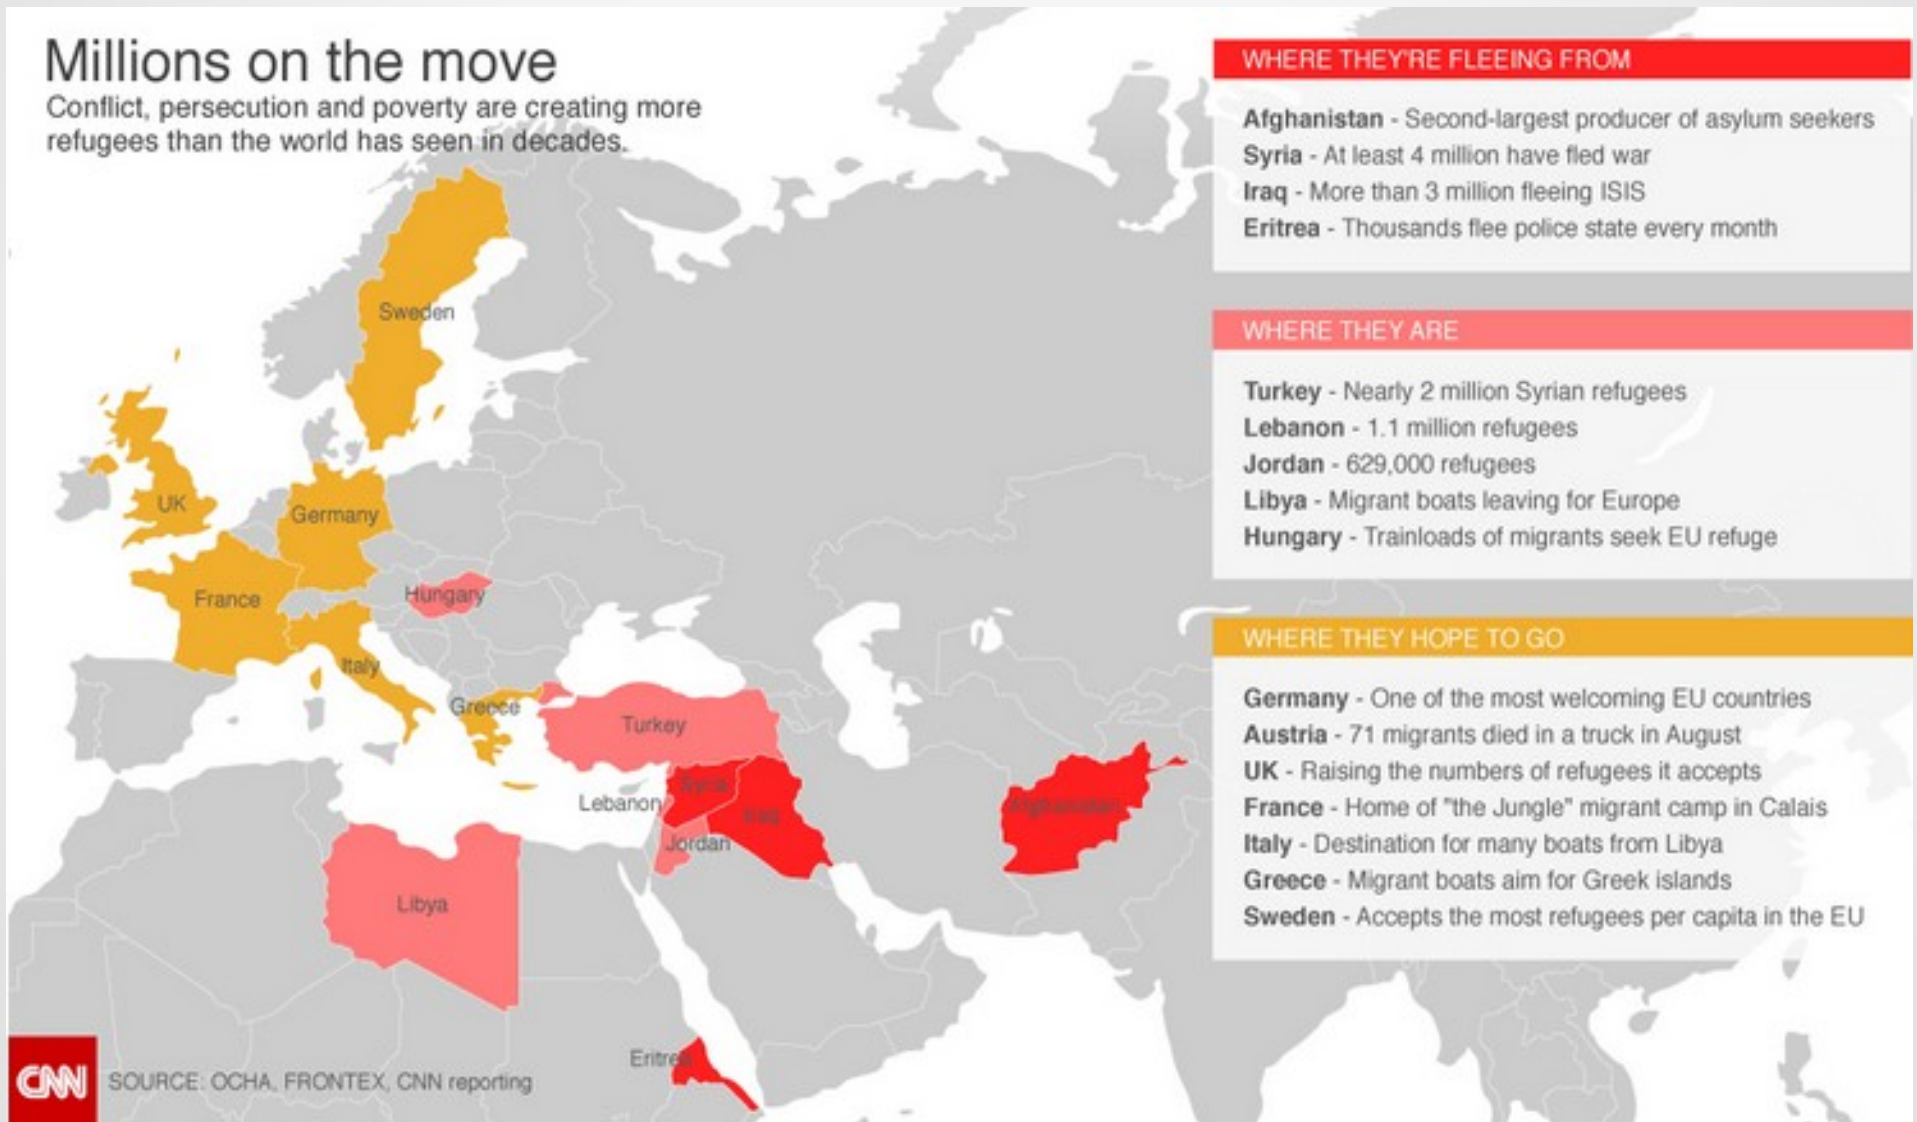 Millions on the move
Conflict, persecution and poverty are creating more
refugees than the world has seen in decades.
WHERE THEY'RE FLEEING FROM
Afghanistan - Second-largest producer of asylum seekers
Syria - At least 4 million have fled war
Iraq - More than 3 million fleeing ISIS
Eritrea - Thousands flee police state every month
WHERE THEY ARE
Turkey - Nearly 2 million Syrian refugees
Lebanon - 1.1 million refugees
Jordan - 629,000 refugees
Libya - Migrant boats leaving for Europe
Hungary - Trainloads of migrants seek EU refuge
WHERE THEY HOPE TO GO
Germany - One of the most welcoming EU countries
Austria - 71 migrants died in a truck in August
UK - Raising the numbers of refugees it accepts
France - Home of "the Jungle" migrant camp in Calais
Italy - Destination for many boats from Libya
Greece - Migrant boats aim for Greek islands
Sweden - Accepts the most refugees per capita in the EU
Sweden
UK
Germany
France
Hungary
Italy
Greece
Turkey
Syria
Lebanon
Iraq
Afghanistan
Jordan
Libya
Eritrea
CNN
SOURCE: OCHA, FRONTEX, CNN reporting